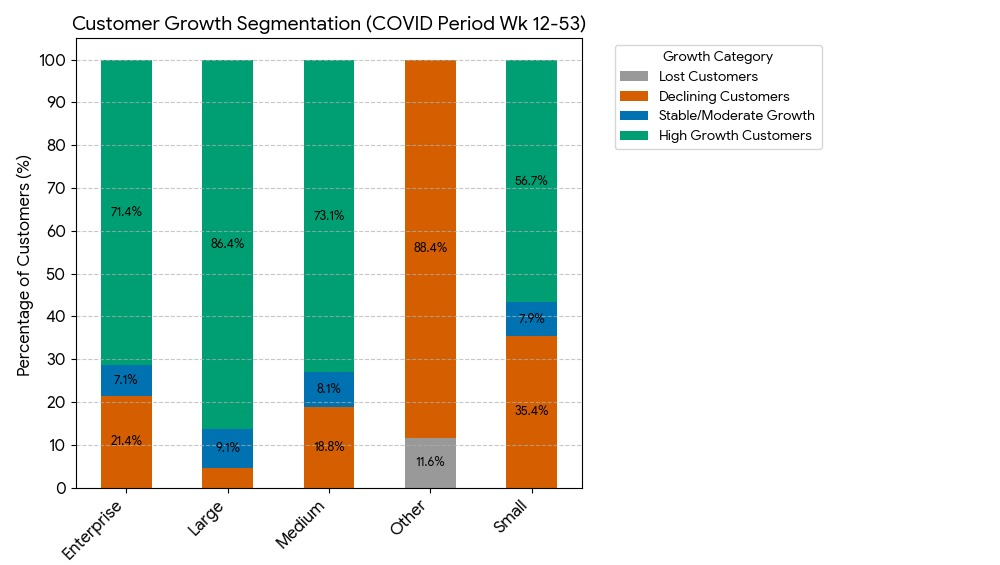 Customer Growth Segmentation (COVID Period Wk 12-53)
Growth Category
Lost Customers
Declining Customers
Stable/Moderate Growth
High Growth Customers
Percentage of Customers (%)
100
90
80
70
60
50
40
30
20
10
0
71.4%
7.1%
21.4%
86.4%
9.1%
73.1%
8.1%
18.8%
88.4%
11.6%
56.7%
7.9%
35.4%
Enterprise
Large
Medium
Other
Small